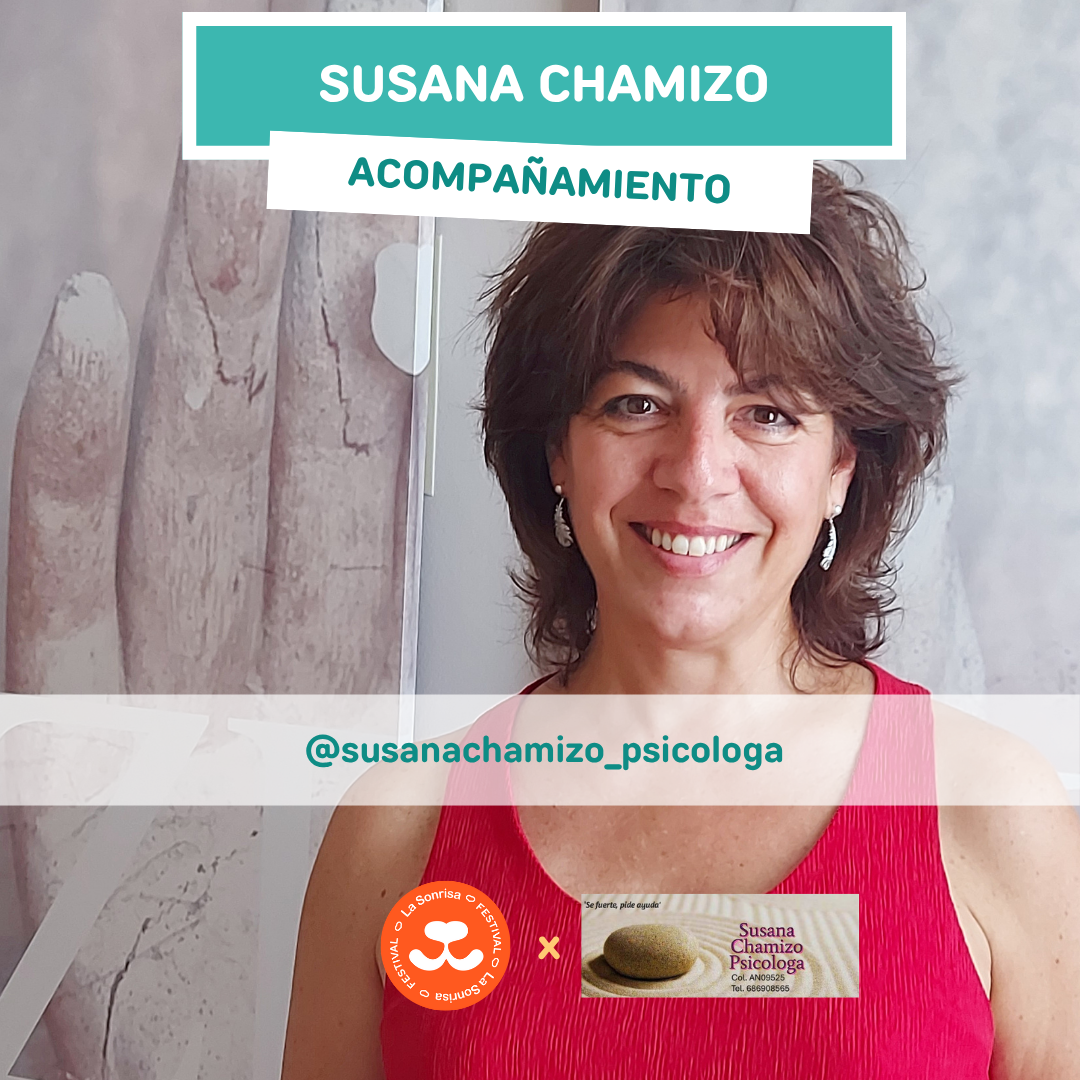 SUSANA CHAMIZO
ACOMPAÑAMIENTO
@susanachamizo_psicologa
La Sonrisa
FESTIVAL
La Sonrisa
FESTIVAL
x
'Se fuerte, pide ayuda'
Susana
Chamizo
Psicologa
Col. AN09525
Tel. 686908565